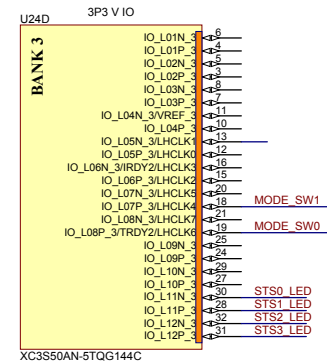 3P3 V IO
U24D
BANK 3
IO_L01N_3 6
IO_L01P_3 4
IO_L02N_3 5
IO_L02P_3 3
IO_L03N_3 8
IO_L03P_3 7
IO_L04N_3/VREF_3 11
IO_L04P_3 10
IO_L05N_3/LHCLK1 13
IO_L05P_3/LHCLK0 12
IO_L06N_3/IRDY2/LHCLK3 16
IO_L06P_3/LHCLK2 15
IO_L07N_3/LHCLK5 20
IO_L07P_3/LHCLK4 18 MODE_SW1
IO_L08N_3/LHCLK7 21
IO_L08P_3/TRDY2/LHCLK6 19 MODE_SW0
IO_L09N_3 25
IO_L09P_3 24
IO_L10N_3 29
IO_L10P_3 27
IO_L11N_3 30 STS0_LED
IO_L11P_3 28 STS1_LED
IO_L12N_3 32 STS2_LED
IO_L12P_3 31 STS3_LED
XC3S50AN-5TQG144C